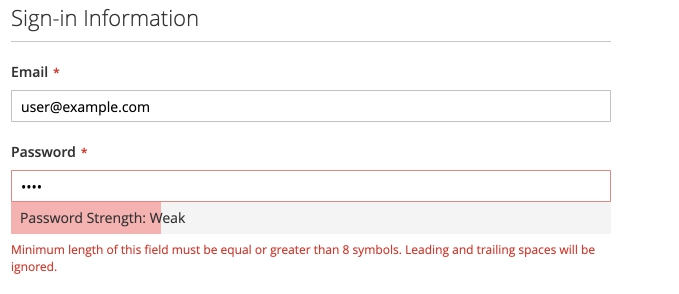 Sign-in Information
Email *
user@example.com
Password *
••••
Password Strength: Weak
Minimum length of this field must be equal or greater than 8 symbols. Leading and trailing spaces will be
ignored.